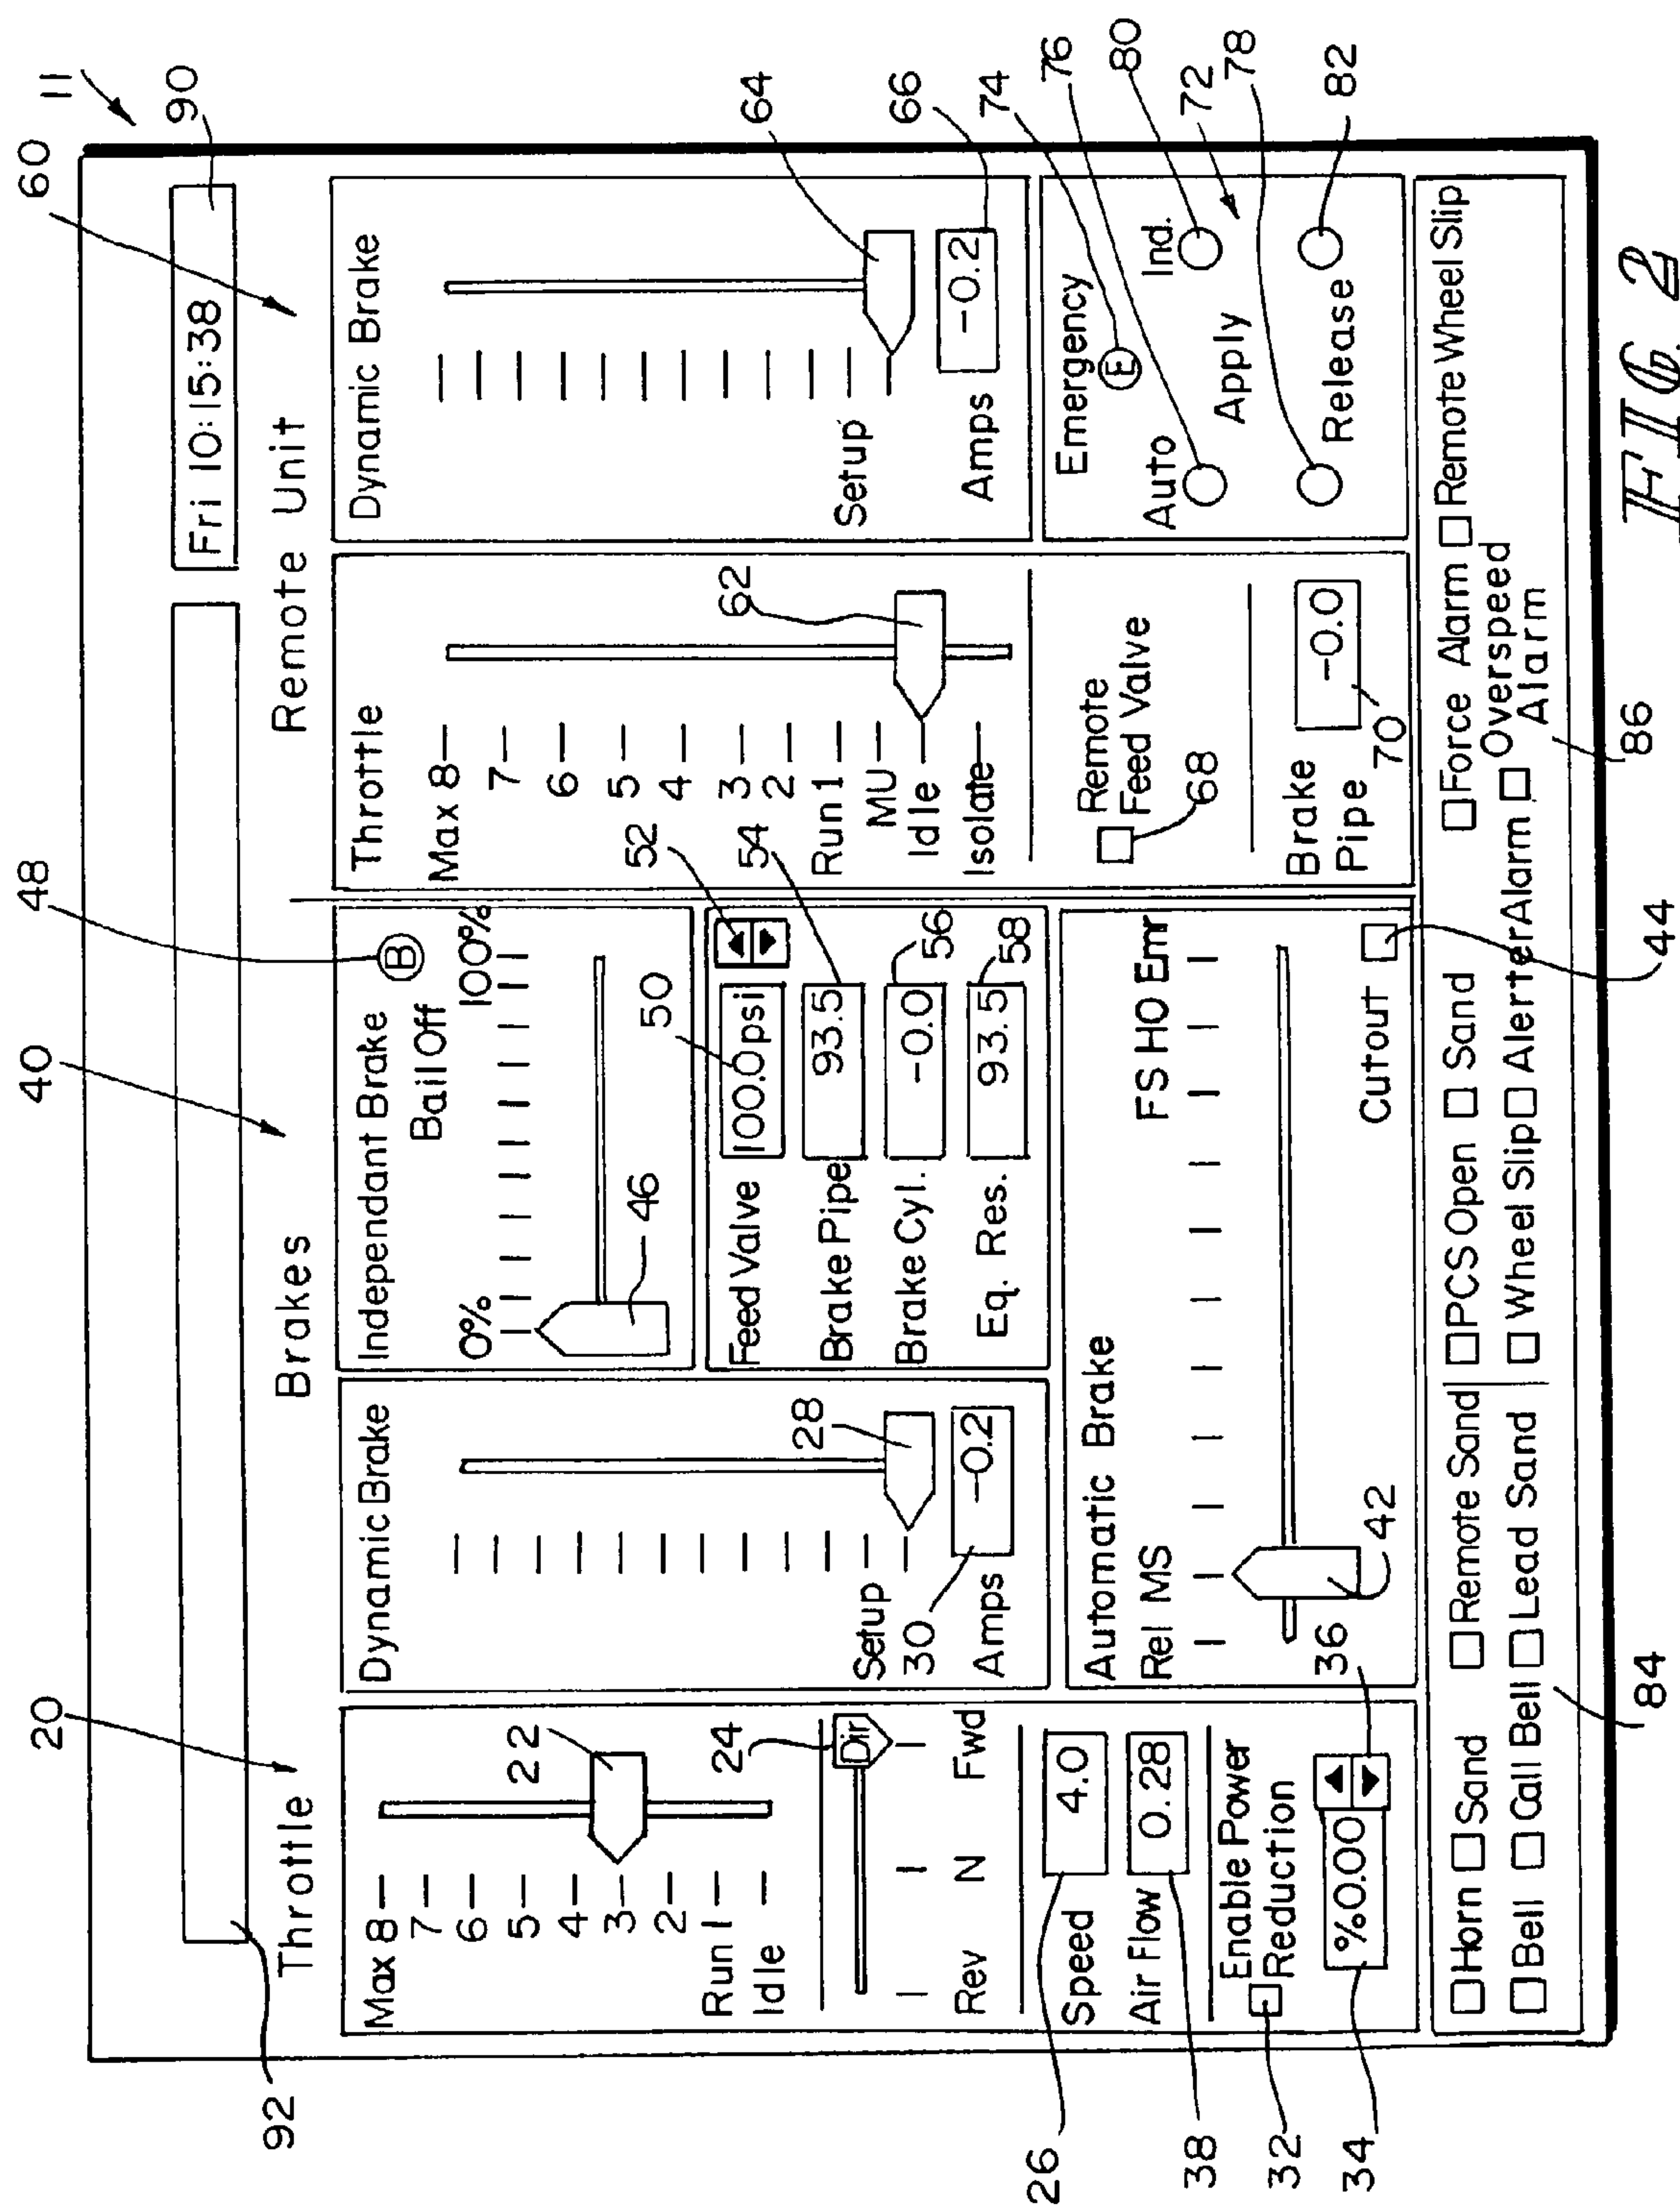 11
60
90
48
40
20
92
Fri 10:15:38
Throttle
Brakes
Remote Unit
Max 8
7
6
5
4
3
2
Run 1
Idle
22
24
Dir
Rev N Fwd
Speed 4.0
Air Flow 0.28
Enable Power
Reduction
%0.00
26
38
32
34
36
Dynamic Brake
28
Setup
30
Amps -0.2
Independant Brake B
Bail Off
0% 100%
46
50
Feed Valve 100.0psi
Brake Pipe 93.5
Brake Cyl. -0.0
Eq. Res. 93.5
52
54
56
58
Automatic Brake
Rel MS FS HO Emr
42
Cutout
44
Throttle
Max 8
7
6
5
4
3
2
Run 1
MU
Idle
Isolate
62
Remote
Feed Valve
68
Brake
Pipe
-0.0
70
Dynamic Brake
Setup
Amps -0.2
64
66
Emergency
E
Auto Ind.
Apply
Release
74
76
80
72
78
82
Horn Sand Remote Sand PCS Open Sand Force Alarm Remote Wheel Slip
Bell Call Bell Lead Sand Wheel Slip Alerter Alarm Overspeed
Alarm
84
86
FIG. 2